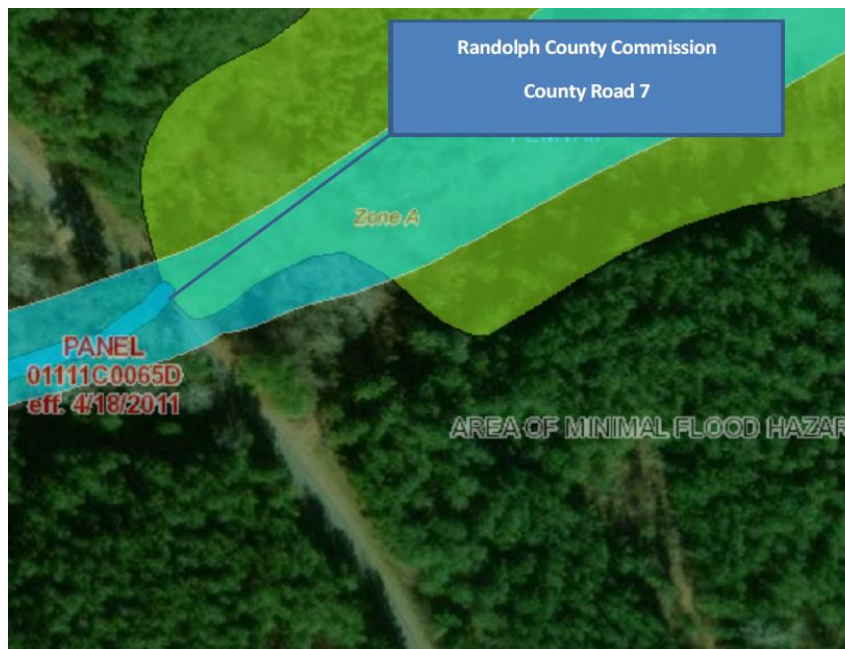 Randolph County Commission
County Road 7
Zone A
PANEL
01111C0065D
eff. 4/18/2011
AREA OF MINIMAL FLOOD HAZAR